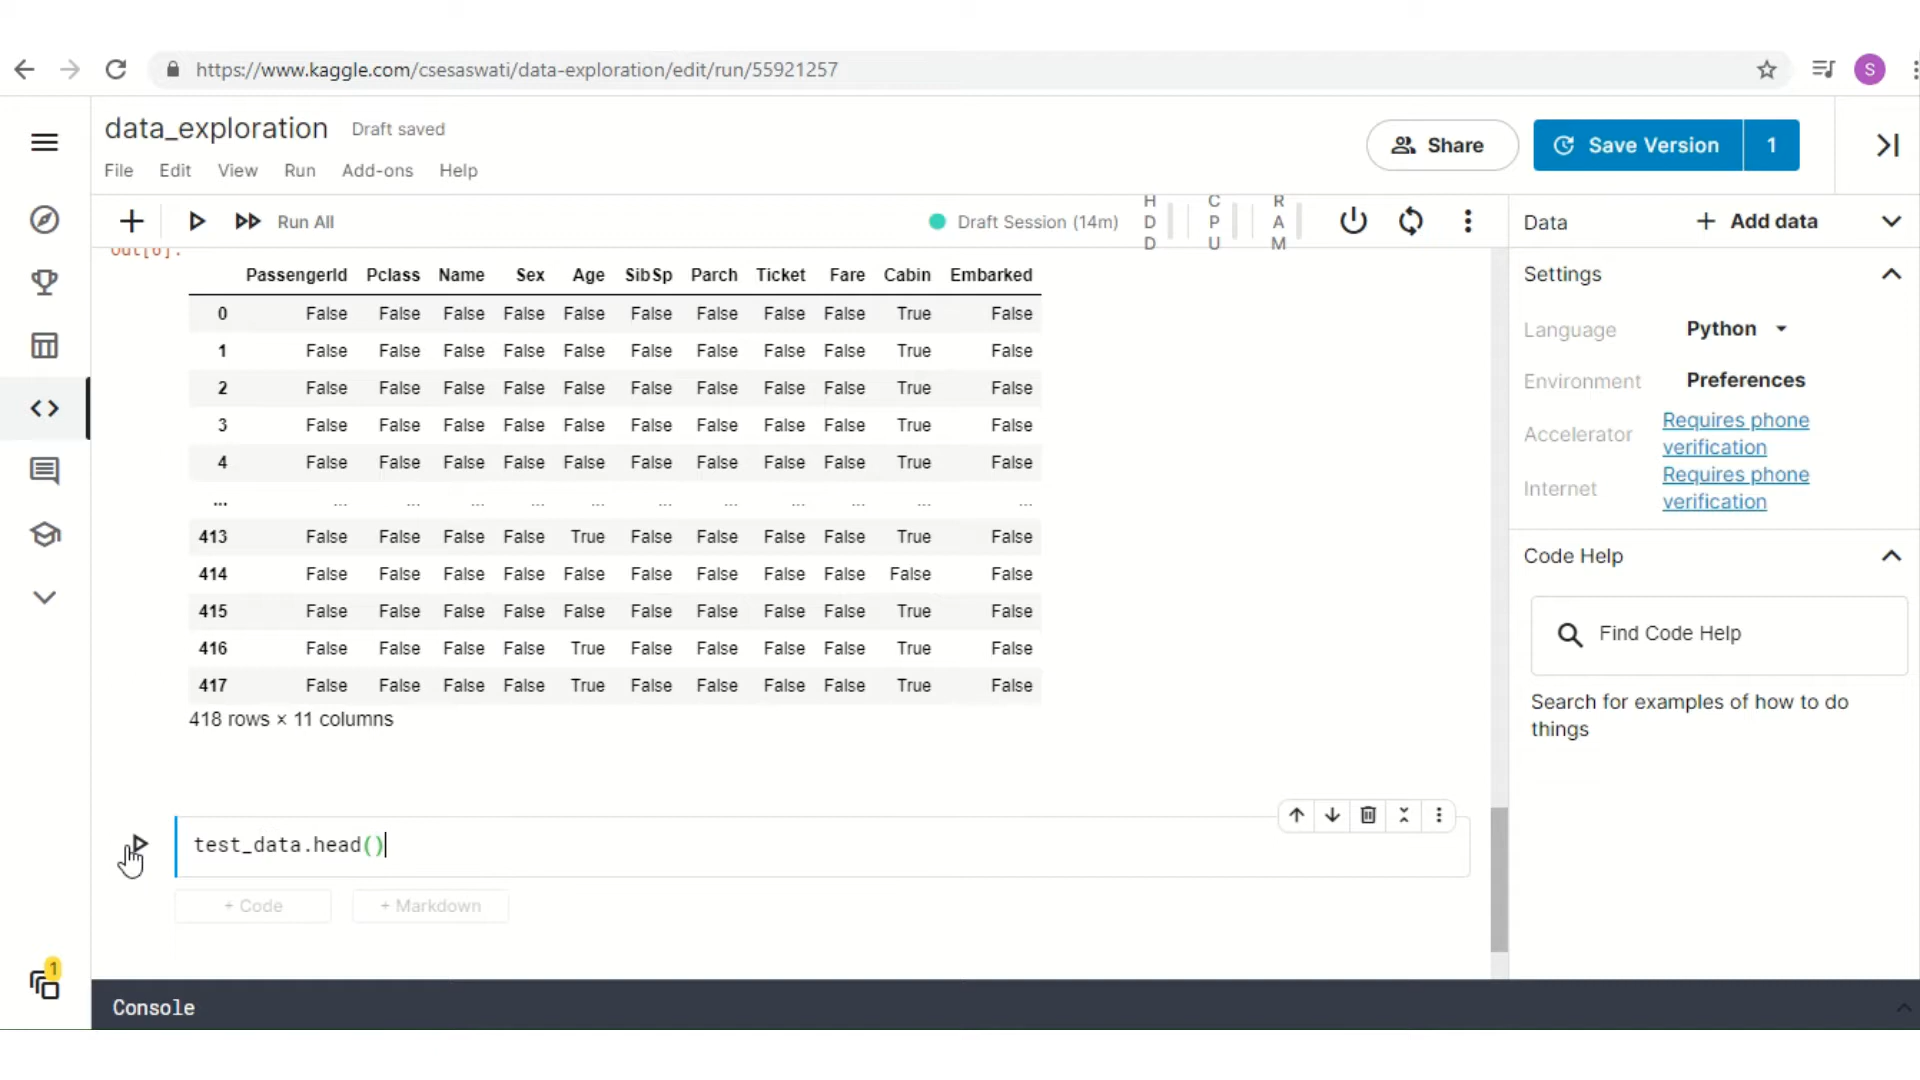 https://www.kaggle.com/csesaswati/data-exploration/edit/run/55921257
S
data_exploration Draft saved
Share
Save Version 1
File Edit View Run Add-ons Help
Run All
Draft Session (14m)
HDD
CPU
RAM
Data
Add data
Out[6]:
PassengerId Pclass Name Sex Age SibSp Parch Ticket Fare Cabin Embarked
0 False False False False False False False False False True False
1 False False False False False False False False False True False
2 False False False False False False False False False True False
3 False False False False False False False False False True False
4 False False False False False False False False False True False
... ... ... ... ... ... ... ... ... ... ... ...
413 False False False False True False False False False True False
414 False False False False False False False False False False False
415 False False False False False False False False False True False
416 False False False False True False False False False True False
417 False False False False True False False False False True False
418 rows × 11 columns
test_data.head()
+ Code
+ Markdown
Settings
Language Python
Environment Preferences
Accelerator Requires phone
verification
Internet Requires phone
verification
Code Help
Find Code Help
Search for examples of how to do
things
1
Console